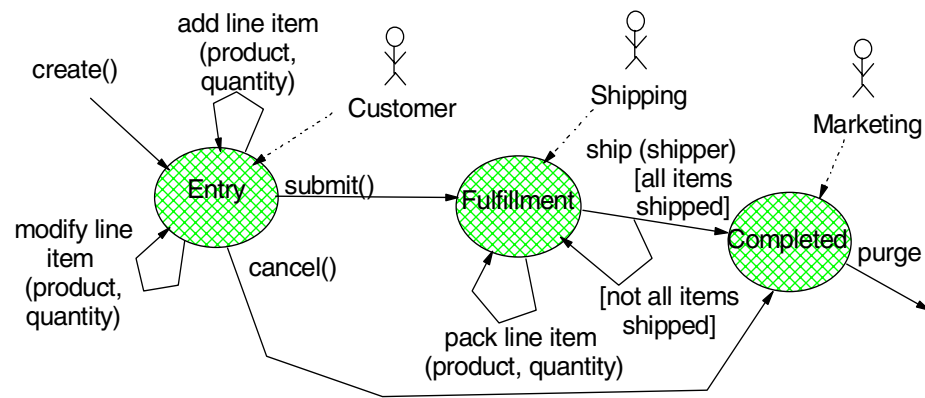 create()
add line item
(product,
quantity)
Customer
Shipping
Marketing
Entry
submit()
Fulfillment
ship (shipper)
[all items
shipped]
Completed
purge
modify line
item
(product,
quantity)
cancel()
pack line item
(product, quantity)
[not all items
shipped]